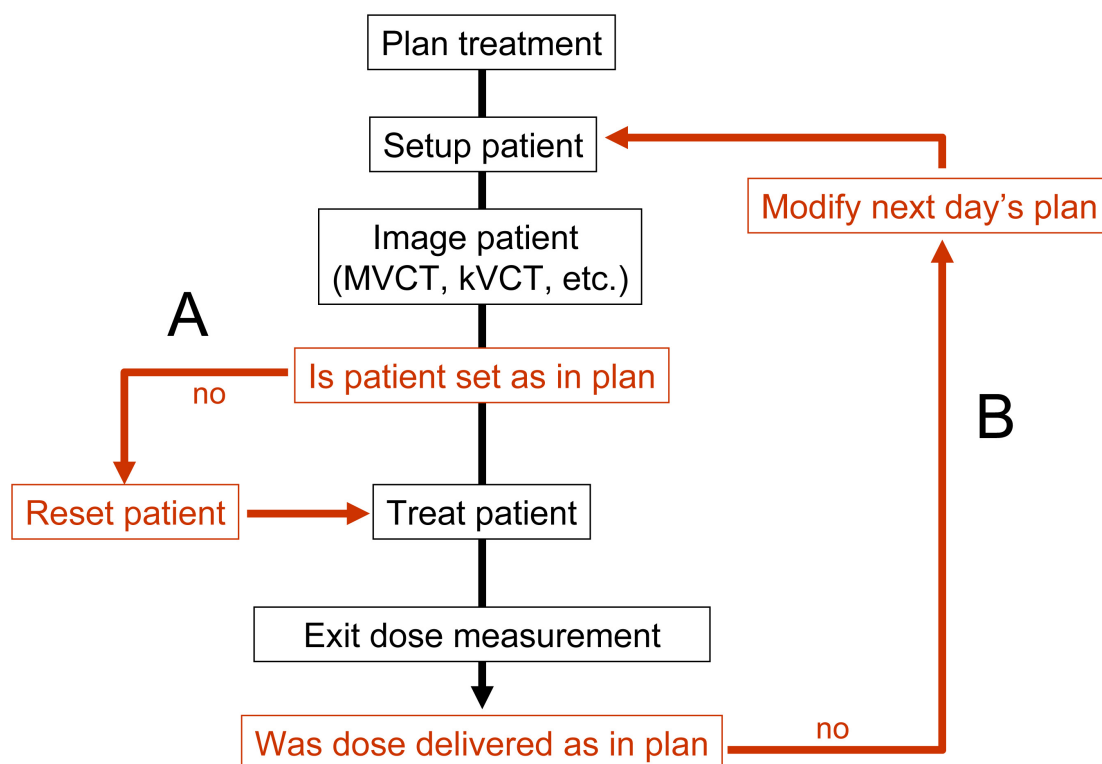 Plan treatment
Setup patient
Modify next day’s plan
Image patient
(MVCT, kVCT, etc.)
A
Is patient set as in plan
no
B
Reset patient
Treat patient
Exit dose measurement
Was dose delivered as in plan
no